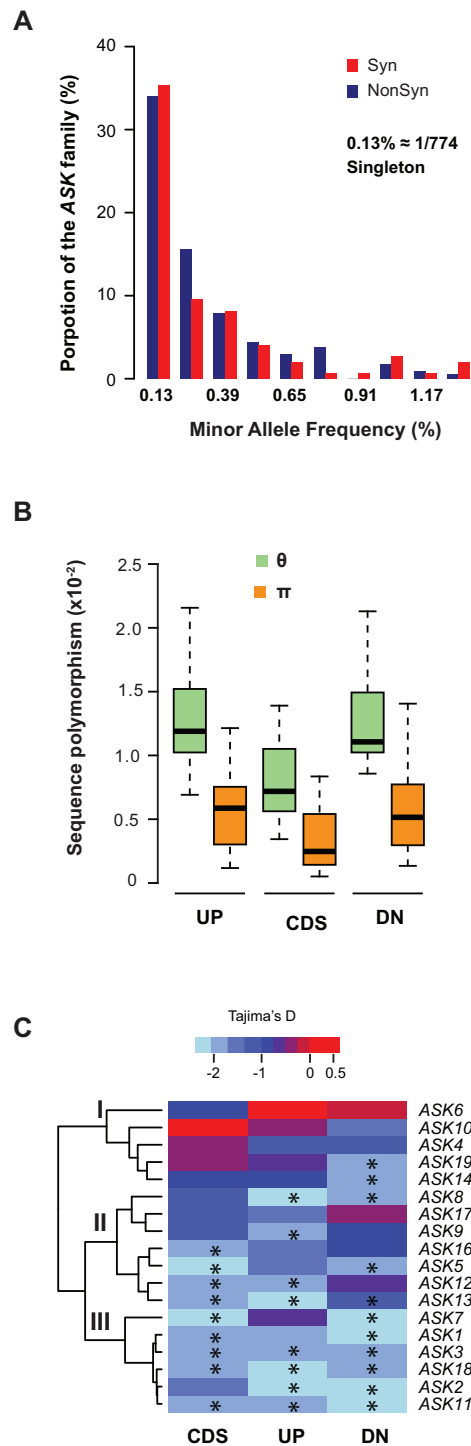 A
40
30
20
10
0
Porpotion of the ASK family (%)
Syn
NonSyn
0.13% ≈ 1/774
Singleton
0.13 0.39 0.65 0.91 1.17
Minor Allele Frequency (%)
B
2.5
2.0
1.5
1.0
0.5
0
Sequence polymorphism (x10⁻²)
θ
π
UP CDS DN
C
Tajima's D
-2 -1 0 0.5
I
II
III
ASK6
ASK10
ASK4
* ASK19
* ASK14
* * ASK8
ASK17
* ASK9
* ASK16
* * ASK5
* * ASK12
* * * ASK13
* * ASK7
* * ASK1
* * * ASK3
* * * ASK18
* * ASK2
* * * ASK11
CDS UP DN